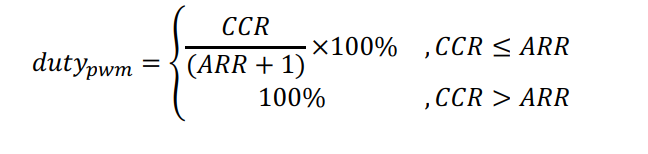 duty_pwm = { CCR / (ARR + 1) ×100% , CCR ≤ ARR
100% , CCR > ARR